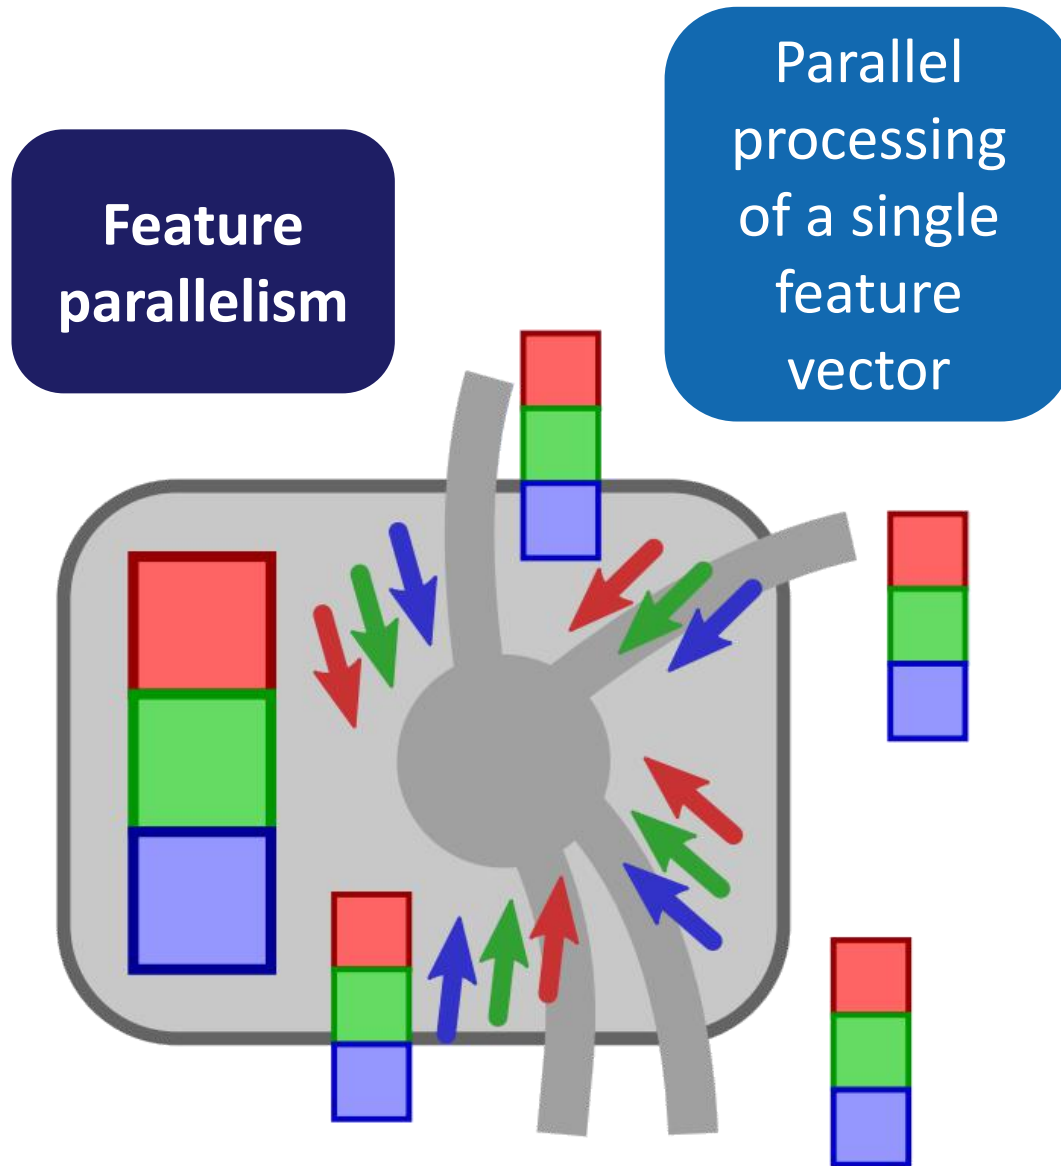 Feature
parallelism
Parallel
processing
of a single
feature
vector